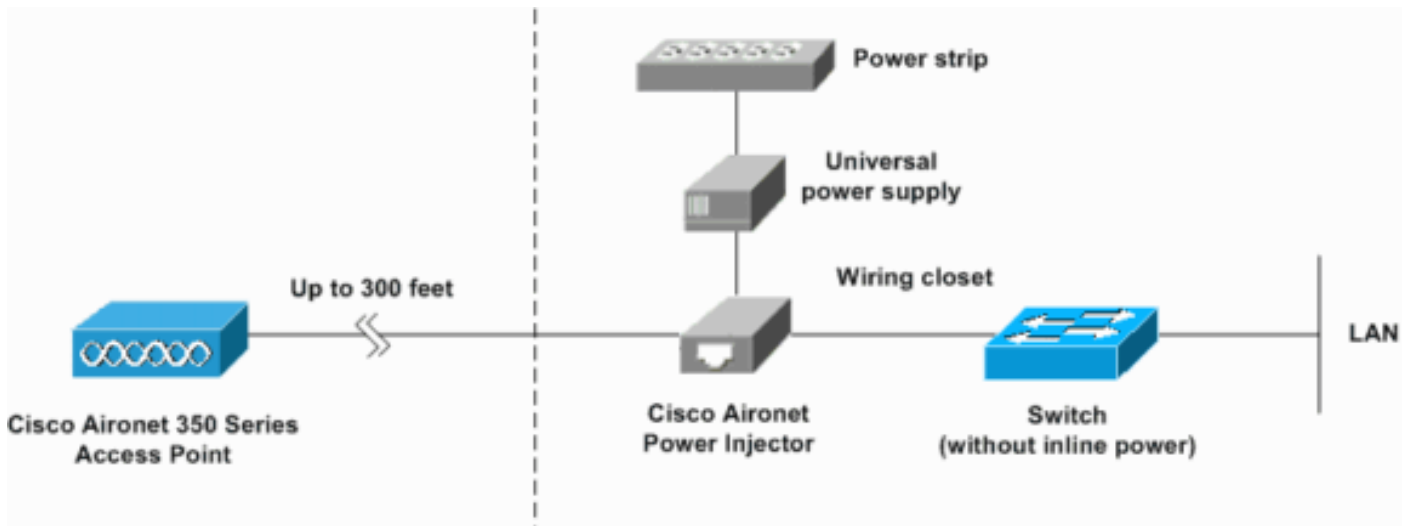 Power strip
Universal
power supply
Wiring closet
Up to 300 feet
LAN
Cisco Aironet 350 Series
Access Point
Cisco Aironet
Power Injector
Switch
(without inline power)